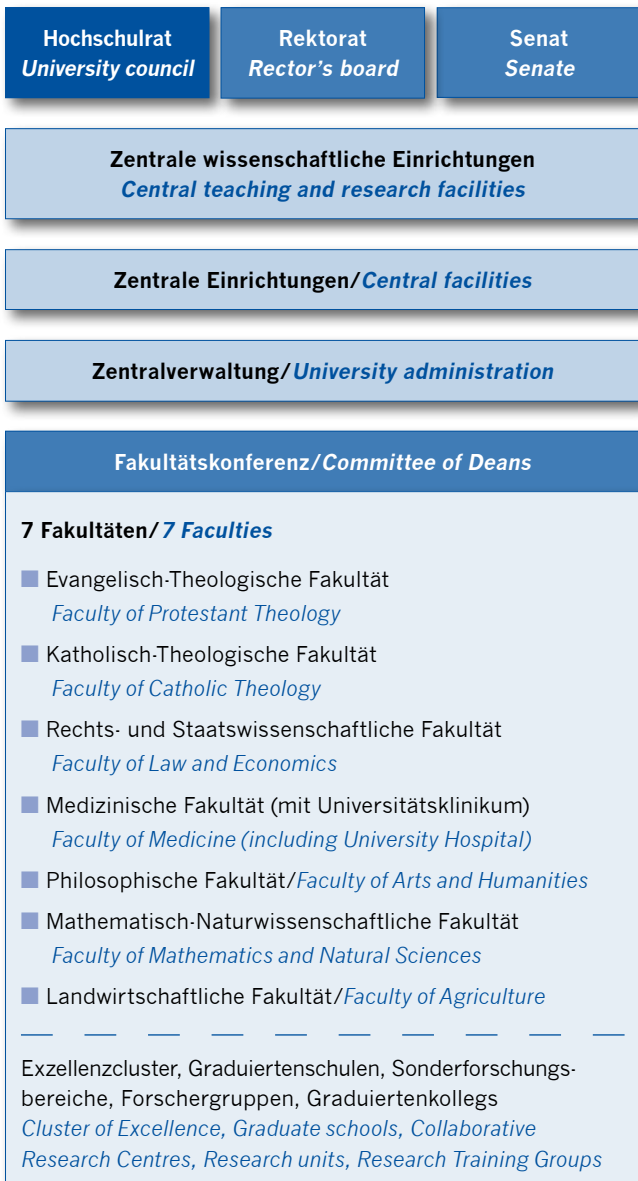 Hochschulrat
University council
Rektorat
Rector's board
Senat
Senate
Zentrale wissenschaftliche Einrichtungen
Central teaching and research facilities
Zentrale Einrichtungen/Central facilities
Zentralverwaltung/University administration
Fakultätskonferenz/Committee of Deans
7 Fakultäten/7 Faculties
Evangelisch-Theologische Fakultät
Faculty of Protestant Theology
Katholisch-Theologische Fakultät
Faculty of Catholic Theology
Rechts- und Staatswissenschaftliche Fakultät
Faculty of Law and Economics
Medizinische Fakultät (mit Universitätsklinikum)
Faculty of Medicine (including University Hospital)
Philosophische Fakultät/Faculty of Arts and Humanities
Mathematisch-Naturwissenschaftliche Fakultät
Faculty of Mathematics and Natural Sciences
Landwirtschaftliche Fakultät/Faculty of Agriculture
Exzellenzcluster, Graduiertenschulen, Sonderforschungs-
bereiche, Forschergruppen, Graduiertenkollegs
Cluster of Excellence, Graduate schools, Collaborative
Research Centres, Research units, Research Training Groups